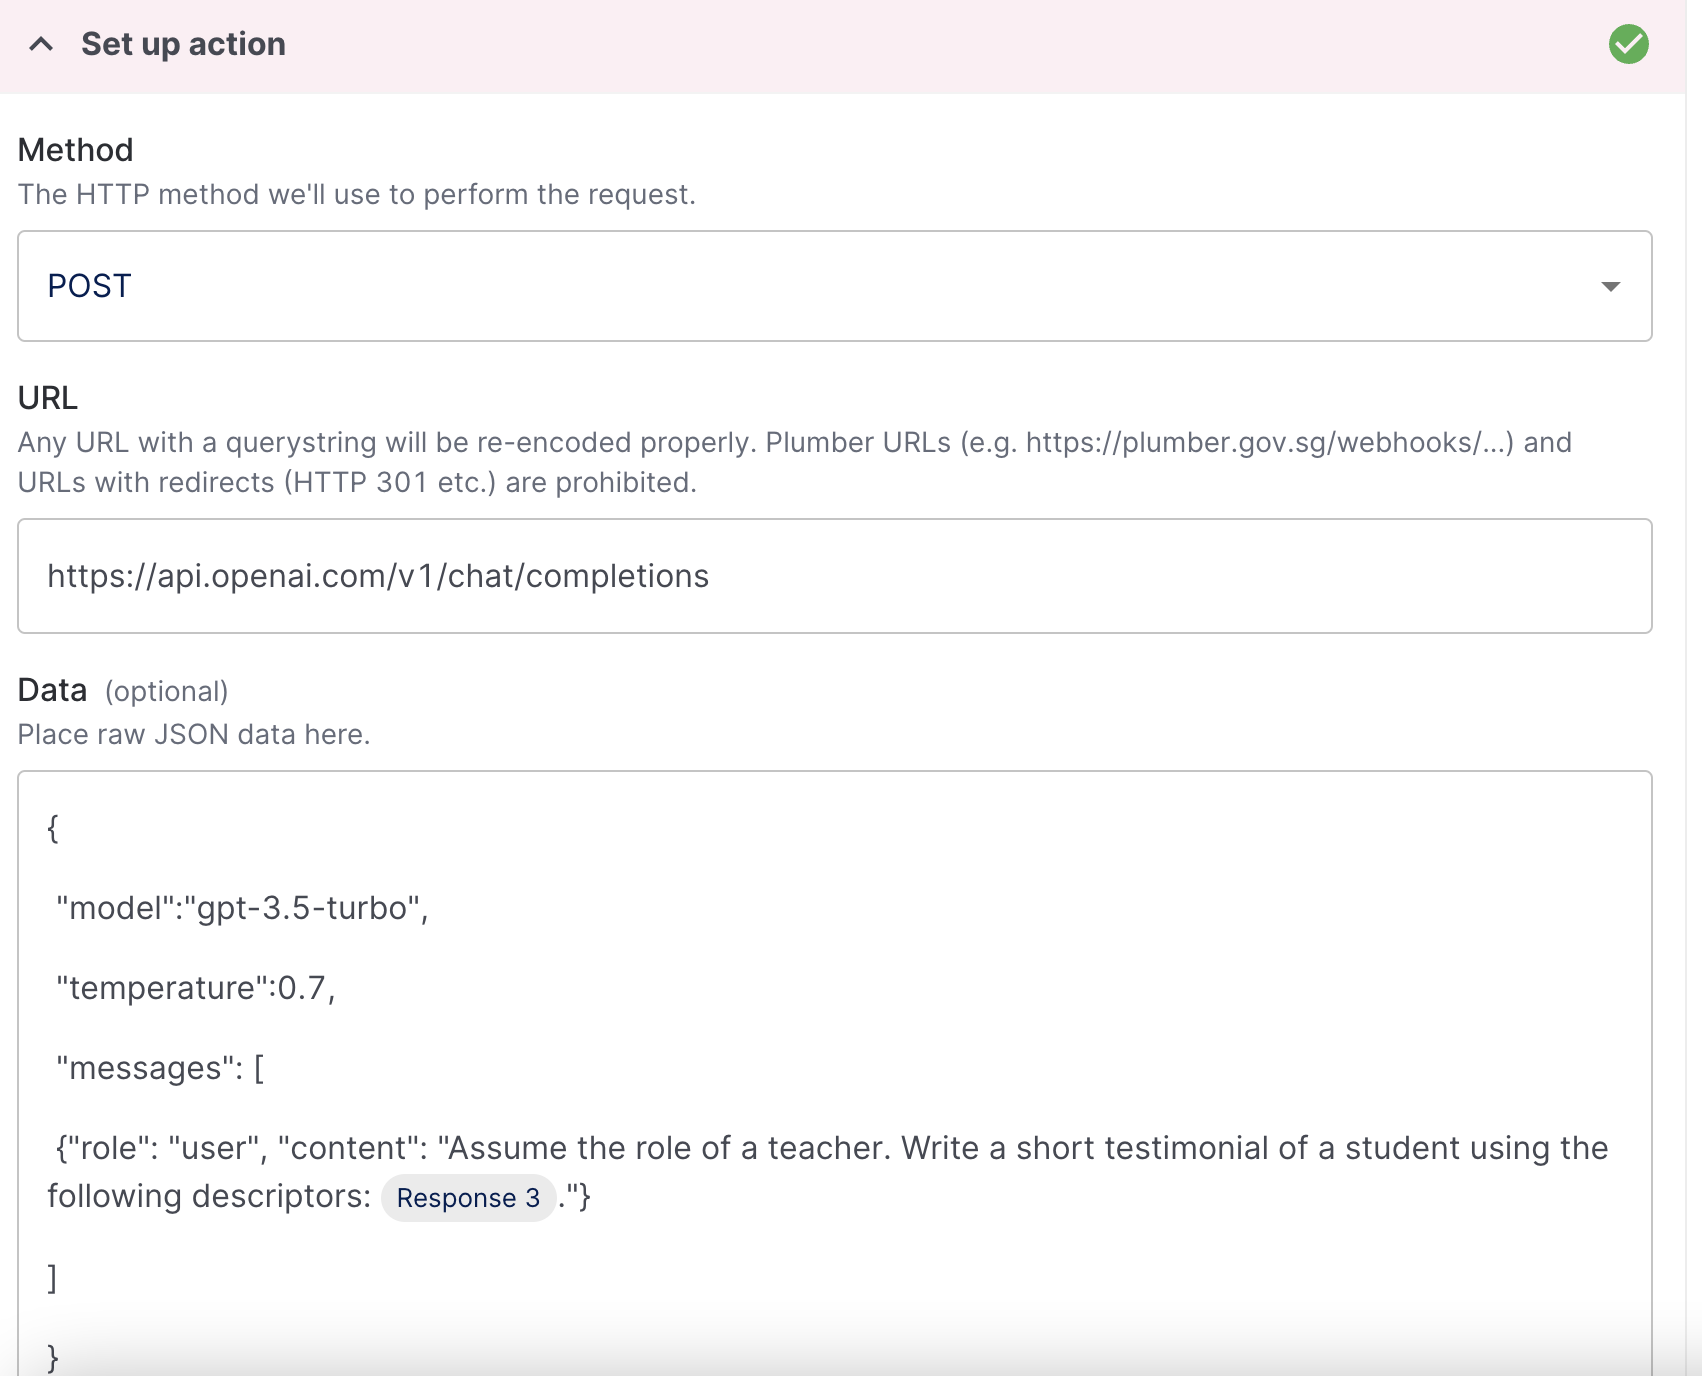 Set up action
Method
The HTTP method we'll use to perform the request.
POST
URL
Any URL with a querystring will be re-encoded properly. Plumber URLs (e.g. https://plumber.gov.sg/webhooks/...) and
URLs with redirects (HTTP 301 etc.) are prohibited.
https://api.openai.com/v1/chat/completions
Data (optional)
Place raw JSON data here.
{
"model":"gpt-3.5-turbo",
"temperature":0.7,
"messages": [
{"role": "user", "content": "Assume the role of a teacher. Write a short testimonial of a student using the
following descriptors: Response 3."}
]
}